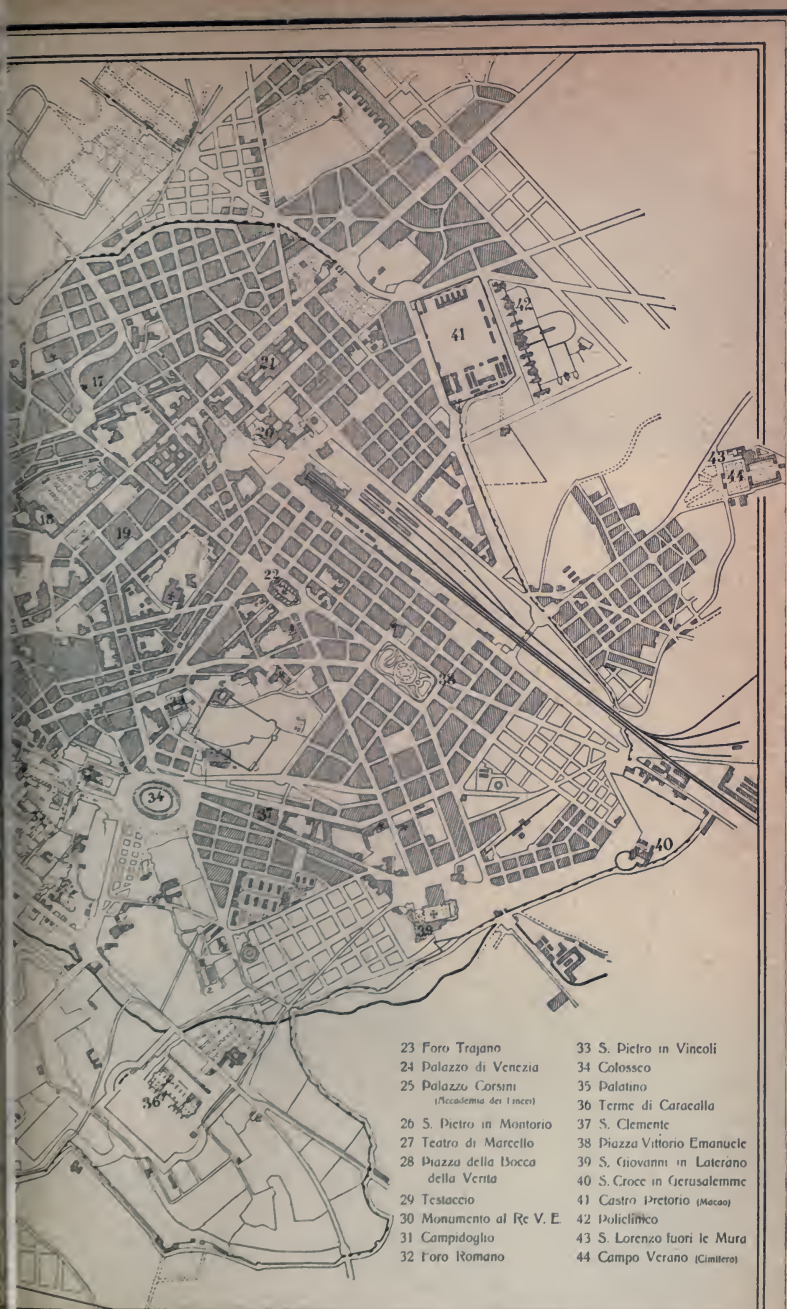 42
41
21
17
20
43
44
18
19
22
38
34
37
40
39
36
23 Foro Trajano
24 Palazzo di Venezia
25 Palazzo Corsini
(Accademia dei Lincei)
26 S. Pietro in Montorio
27 Teatro di Marcello
28 Piazza della Bocca
della Verita
29 Testaccio
30 Monumento al Re V. E.
31 Campidoglio
32 Foro Romano
33 S. Pietro in Vincoli
34 Colosseo
35 Palatino
36 Terme di Caracalla
37 S. Clemente
38 Piazza Vittorio Emanuele
39 S. Giovanni in Laterano
40 S. Croce in Gerusalemme
41 Castro Pretorio (Macao)
42 Policlinico
43 S. Lorenzo fuori le Mura
44 Campo Verano (Cimitero)